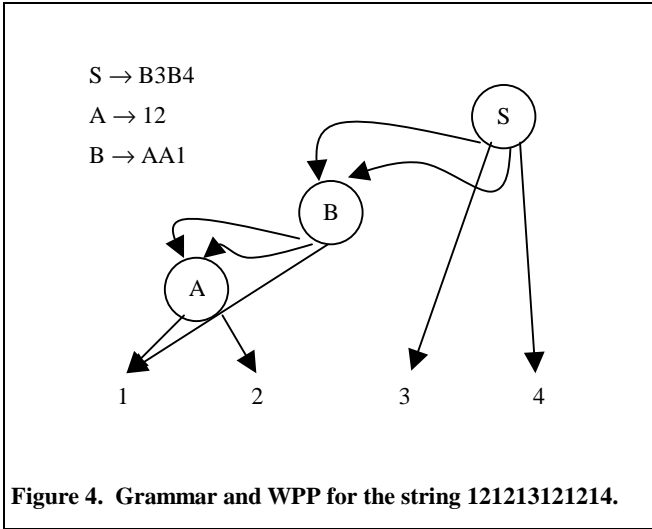 S → B3B4
A → 12
B → AA1
S
B
A
1 2 3 4
Figure 4. Grammar and WPP for the string 121213121214.